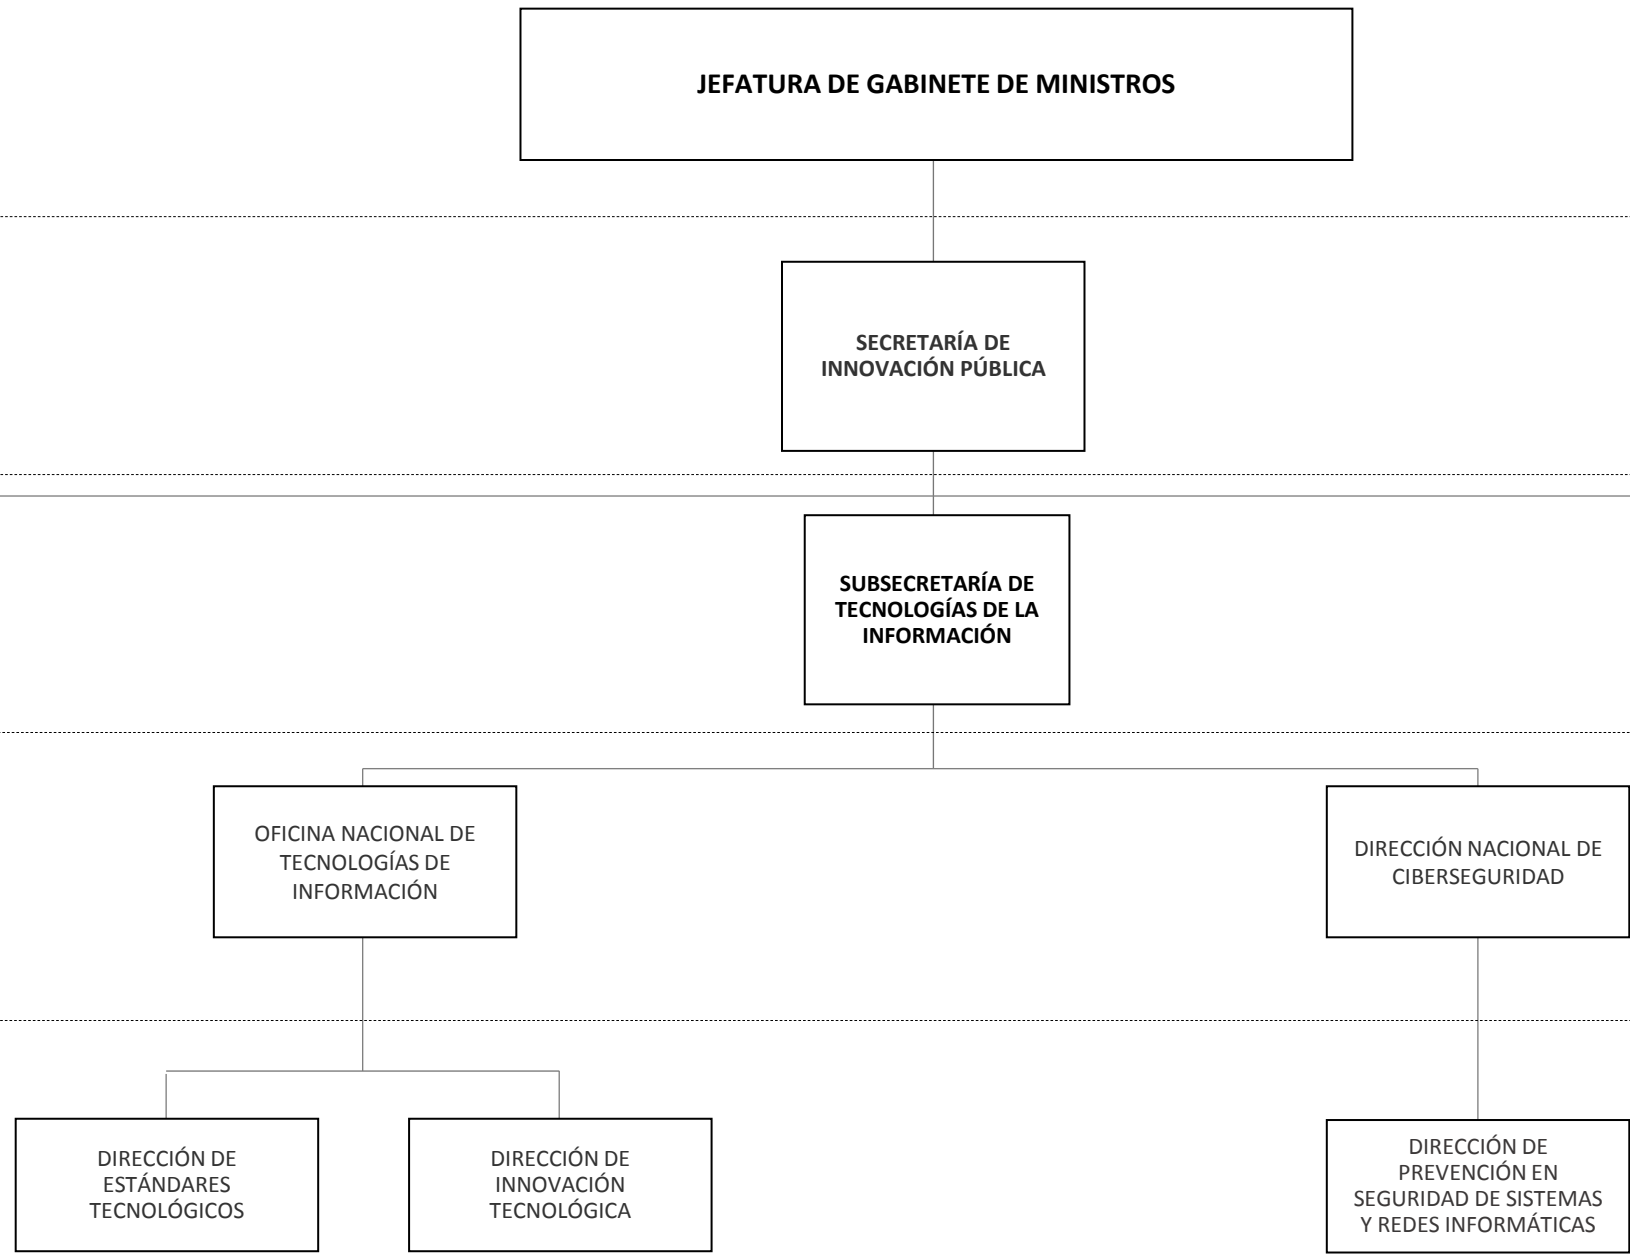 JEFATURA DE GABINETE DE MINISTROS
SECRETARÍA DE
INNOVACIÓN PÚBLICA
SUBSECRETARÍA DE
TECNOLOGÍAS DE LA
INFORMACIÓN
OFICINA NACIONAL DE
TECNOLOGÍAS DE
INFORMACIÓN
DIRECCIÓN NACIONAL DE
CIBERSEGURIDAD
DIRECCIÓN DE
ESTÁNDARES
TECNOLÓGICOS
DIRECCIÓN DE
INNOVACIÓN
TECNOLÓGICA
DIRECCIÓN DE
PREVENCIÓN EN
SEGURIDAD DE SISTEMAS
Y REDES INFORMÁTICAS